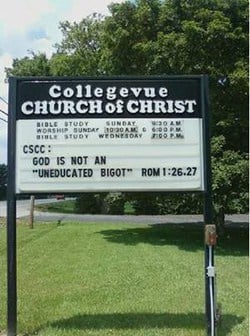 Collegevue
CHURCH of CHRIST
BIBLE STUDY SUNDAY 9:30 A.M.
WORSHIP SUNDAY 10:30 A.M. & 6:00 P.M.
BIBLE STUDY WEDNESDAY 7:00 P.M.
CSCC:
GOD IS NOT AN
"UNEDUCATED BIGOT" ROM 1:26.27